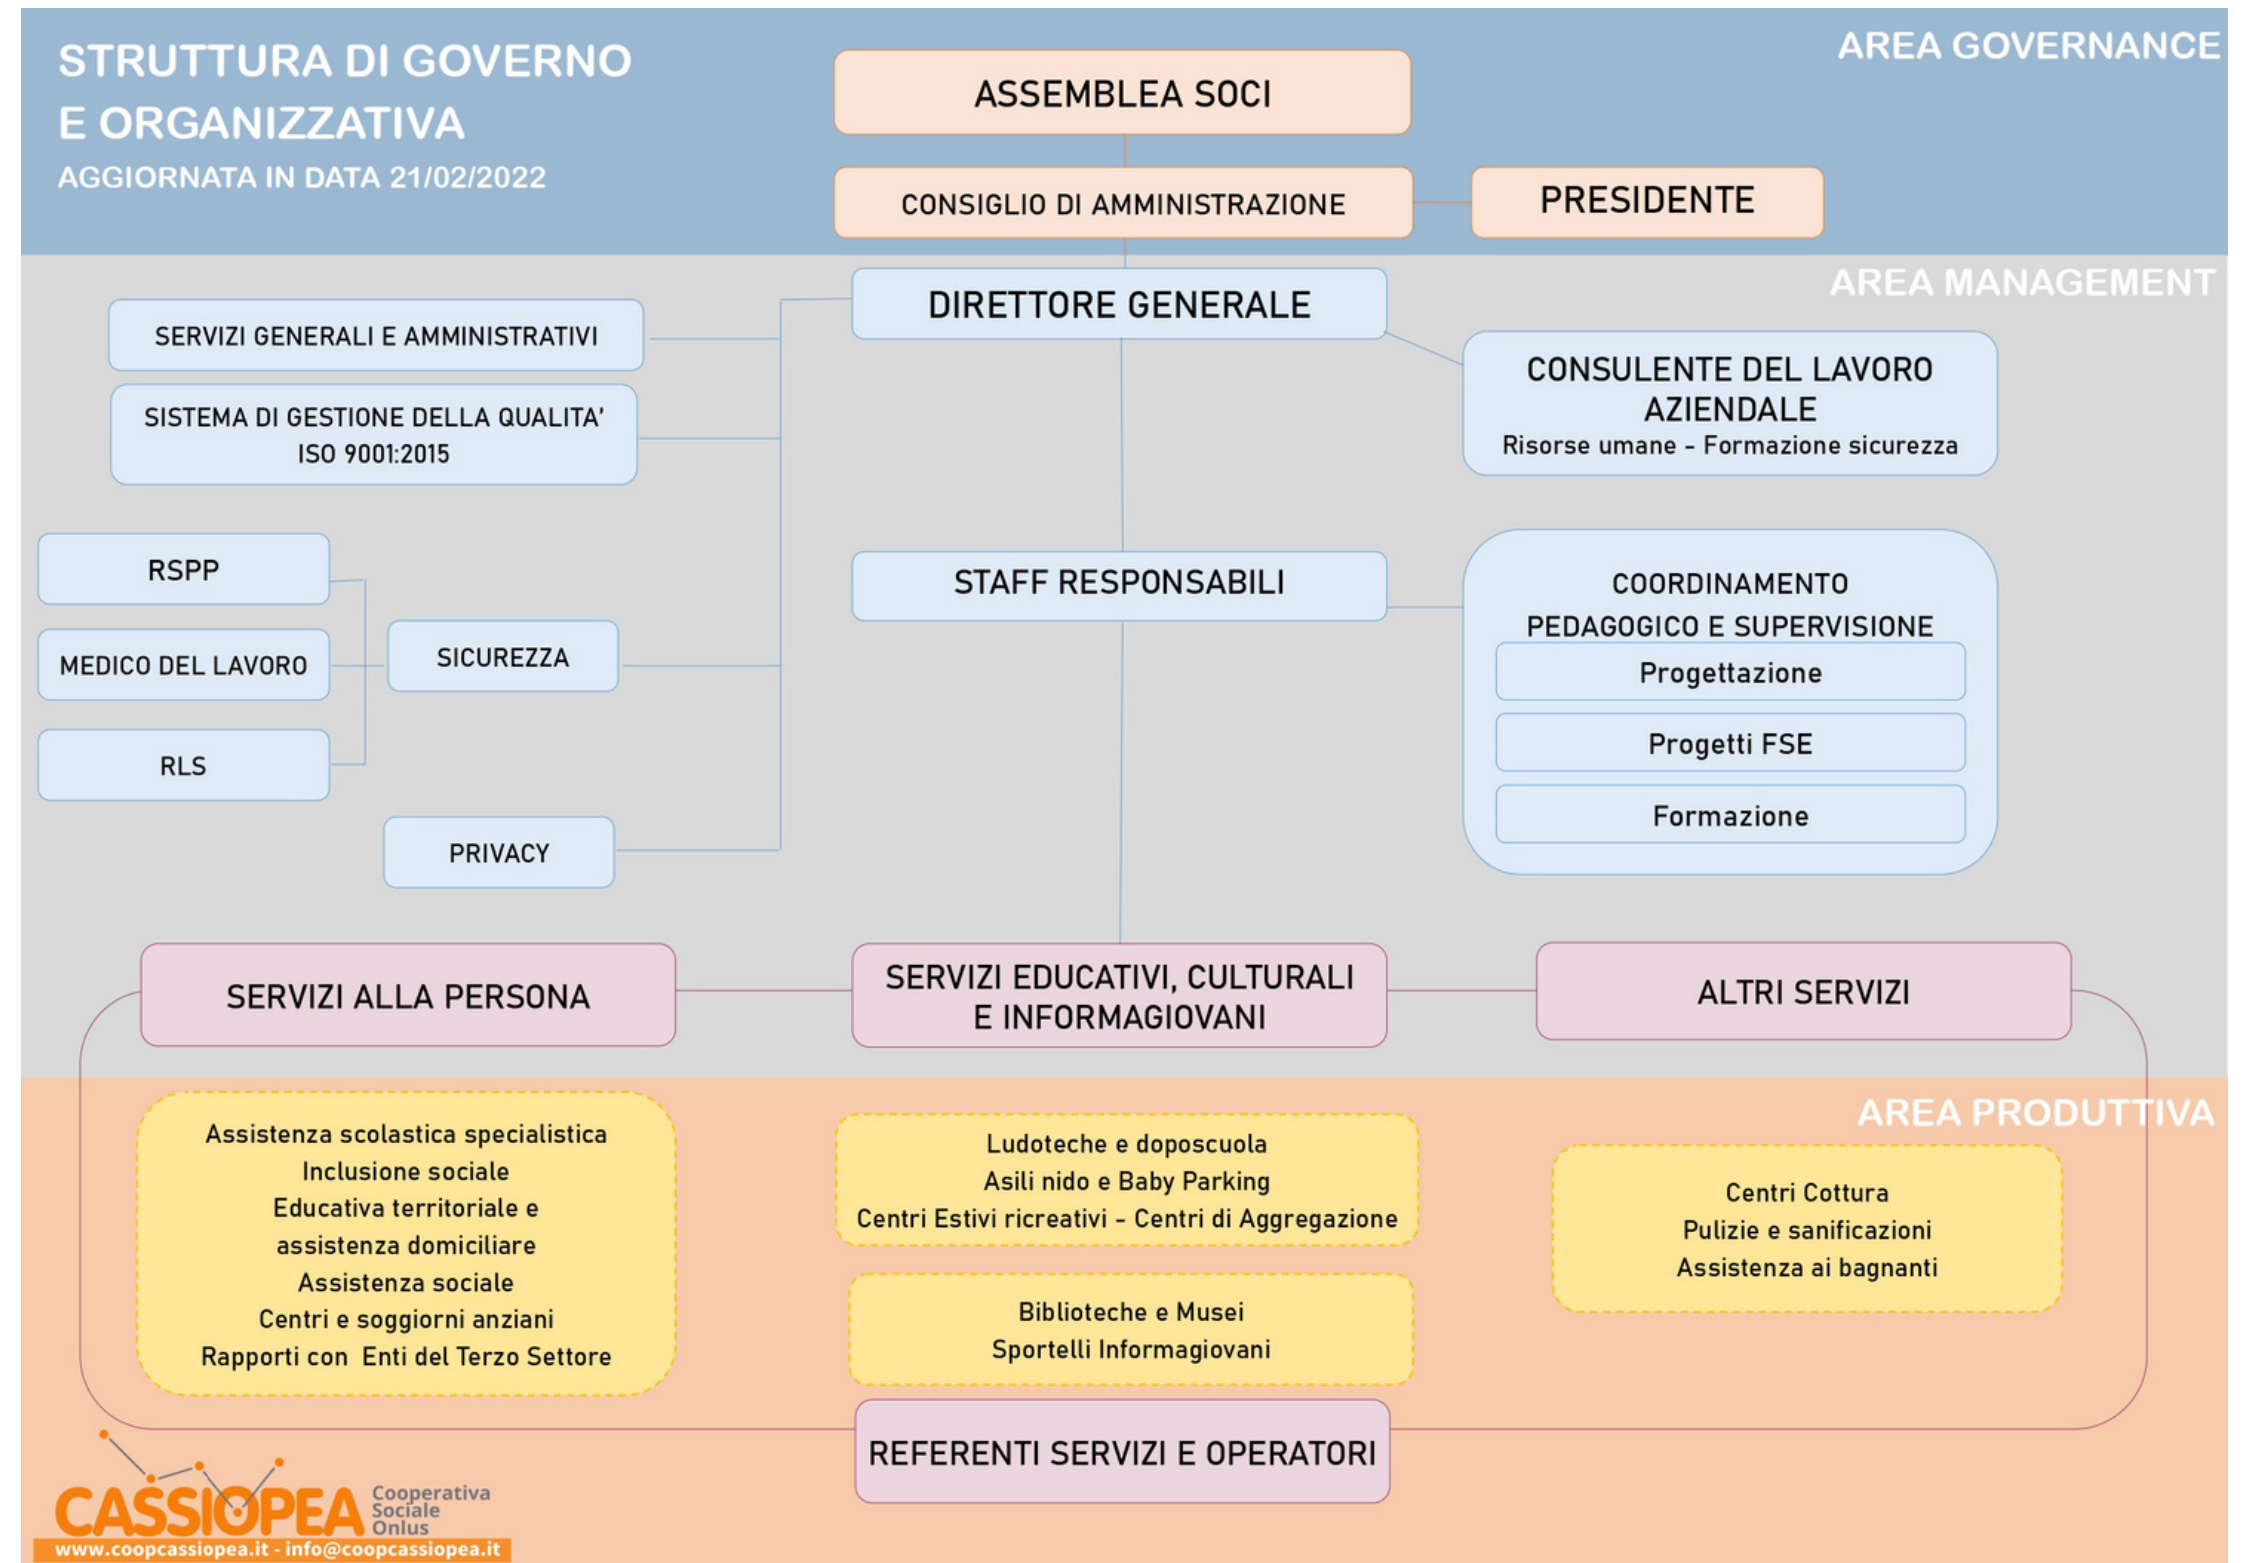 STRUTTURA DI GOVERNO
E ORGANIZZATIVA
AGGIORNATA IN DATA 21/02/2022
AREA GOVERNANCE
ASSEMBLEA SOCI
CONSIGLIO DI AMMINISTRAZIONE
PRESIDENTE
AREA MANAGEMENT
DIRETTORE GENERALE
SERVIZI GENERALI E AMMINISTRATIVI
SISTEMA DI GESTIONE DELLA QUALITA'
ISO 9001:2015
CONSULENTE DEL LAVORO
AZIENDALE
Risorse umane - Formazione sicurezza
RSPP
MEDICO DEL LAVORO
RLS
SICUREZZA
PRIVACY
STAFF RESPONSABILI
COORDINAMENTO
PEDAGOGICO E SUPERVISIONE
Progettazione
Progetti FSE
Formazione
SERVIZI ALLA PERSONA
SERVIZI EDUCATIVI, CULTURALI
E INFORMAGIOVANI
ALTRI SERVIZI
AREA PRODUTTIVA
Assistenza scolastica specialistica
Inclusione sociale
Educativa territoriale e
assistenza domiciliare
Assistenza sociale
Centri e soggiorni anziani
Rapporti con Enti del Terzo Settore
Ludoteche e doposcuola
Asili nido e Baby Parking
Centri Estivi ricreativi - Centri di Aggregazione
Biblioteche e Musei
Sportelli Informagiovani
Centri Cottura
Pulizie e sanificazioni
Assistenza ai bagnanti
REFERENTI SERVIZI E OPERATORI
CASSIOPEA
Cooperativa
Sociale
Onlus
www.coopcassiopea.it - info@coopcassiopea.it